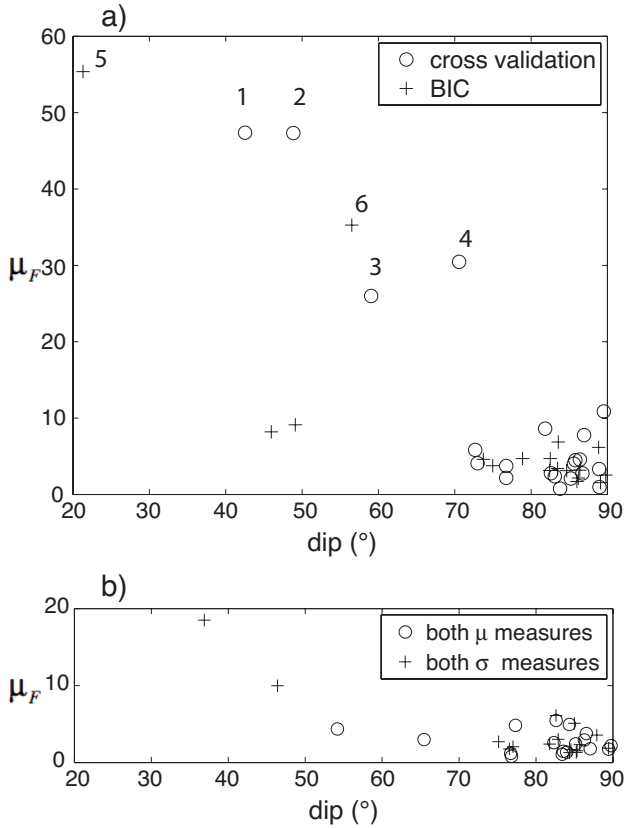 a)
60
50
40
30
20
10
0
μF
5
1
2
6
3
4
cross validation
BIC
20 30 40 50 60 70 80 90
dip (°)
b)
20
10
0
μF
both μ measures
both σ measures
20 30 40 50 60 70 80 90
dip (°)